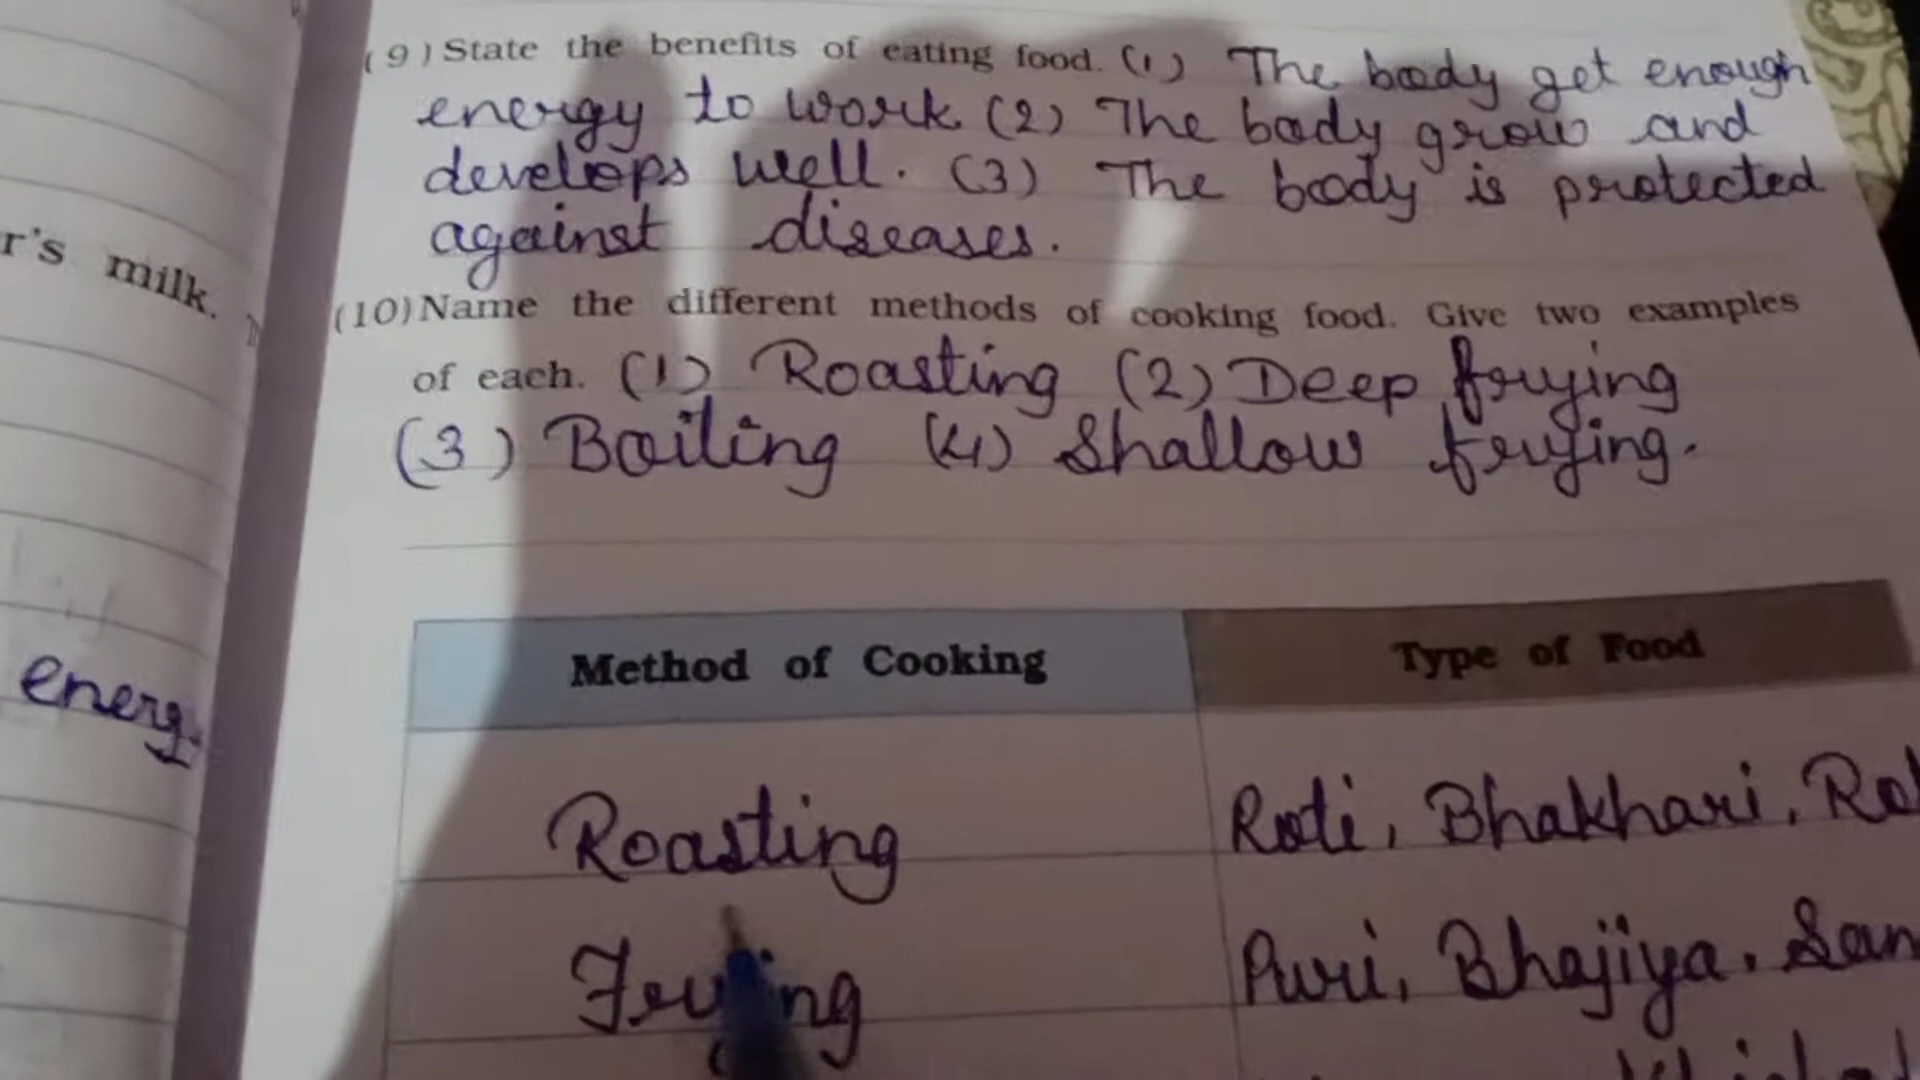 (9) State the benefits of eating food. (1) The body get enough
energy to work (2) The body grow and
develops well. (3) The body is protected
against diseases.
r's milk.
(10) Name the different methods of cooking food. Give two examples
of each. (1) Roasting (2) Deep frying
(3) Boiling (4) Shallow frying.
energ
Method of Cooking Type of Food
Roasting Roti, Bhakhari,
Frying Puri, Bhajiya.